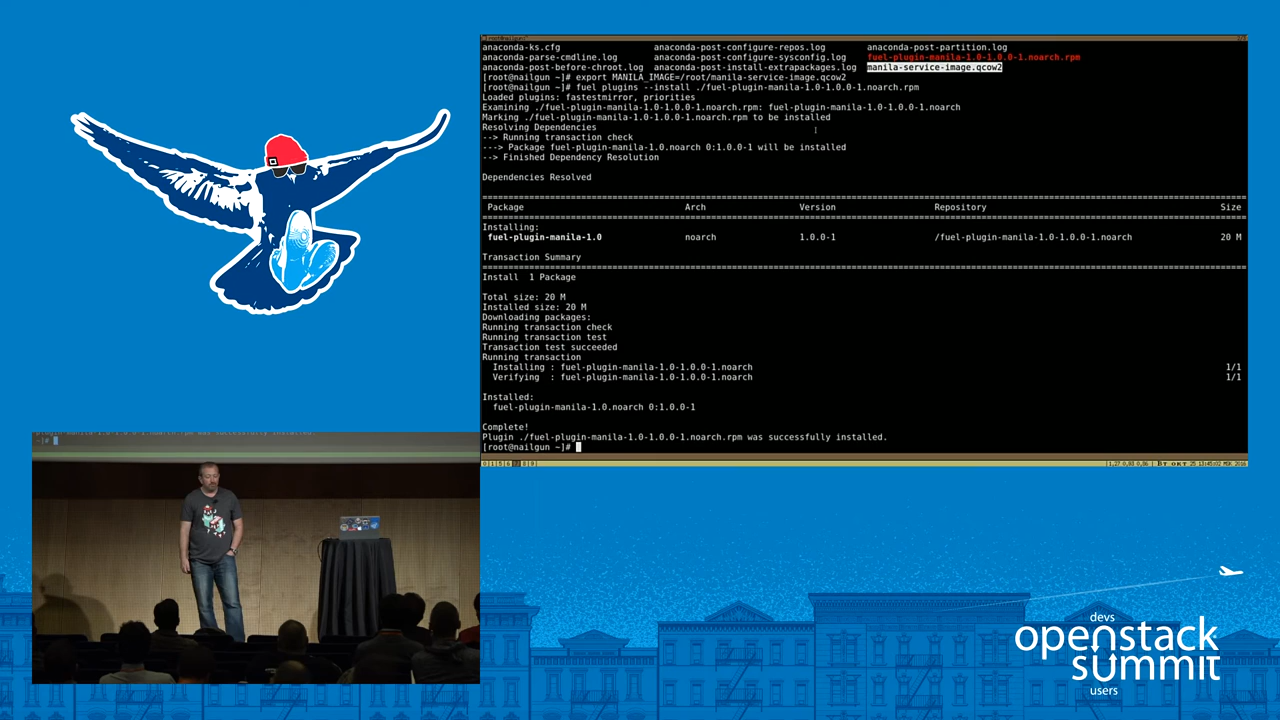 anaconda-ks.cfg anaconda-post-configure-repos.log anaconda-post-partition.log
anaconda-parse-cmdline.log anaconda-post-configure-sysconfig.log fuel-plugin-manila-1.0-1.0.0-1.noarch.rpm
anaconda-post-before-chroot.log anaconda-post-install-extrapackages.log manila-service-image.qcow2
[root@nailgun ~]# export MANILA_IMAGE=/root/manila-service-image.qcow2
[root@nailgun ~]# fuel plugins --install ./fuel-plugin-manila-1.0-1.0.0-1.noarch.rpm
Loaded plugins: fastestmirror, priorities
Examining ./fuel-plugin-manila-1.0-1.0.0-1.noarch.rpm: fuel-plugin-manila-1.0-1.0.0-1.noarch
Marking ./fuel-plugin-manila-1.0-1.0.0-1.noarch.rpm to be installed
Resolving Dependencies
--> Running transaction check
---> Package fuel-plugin-manila-1.0.noarch 0:1.0.0-1 will be installed
--> Finished Dependency Resolution
Dependencies Resolved
Package Arch Version Repository Size
Installing:
fuel-plugin-manila-1.0 noarch 1.0.0-1 /fuel-plugin-manila-1.0-1.0.0-1.noarch 20 M
Transaction Summary
Install 1 Package
Total size: 20 M
Installed size: 20 M
Downloading packages:
Running transaction check
Running transaction test
Transaction test succeeded
Running transaction
Installing : fuel-plugin-manila-1.0-1.0.0-1.noarch 1/1
Verifying : fuel-plugin-manila-1.0-1.0.0-1.noarch 1/1
Installed:
fuel-plugin-manila-1.0.noarch 0:1.0.0-1
Complete!
Plugin ./fuel-plugin-manila-1.0-1.0.0-1.noarch.rpm was successfully installed.
[root@nailgun ~]#
devs
openstack
summit
users